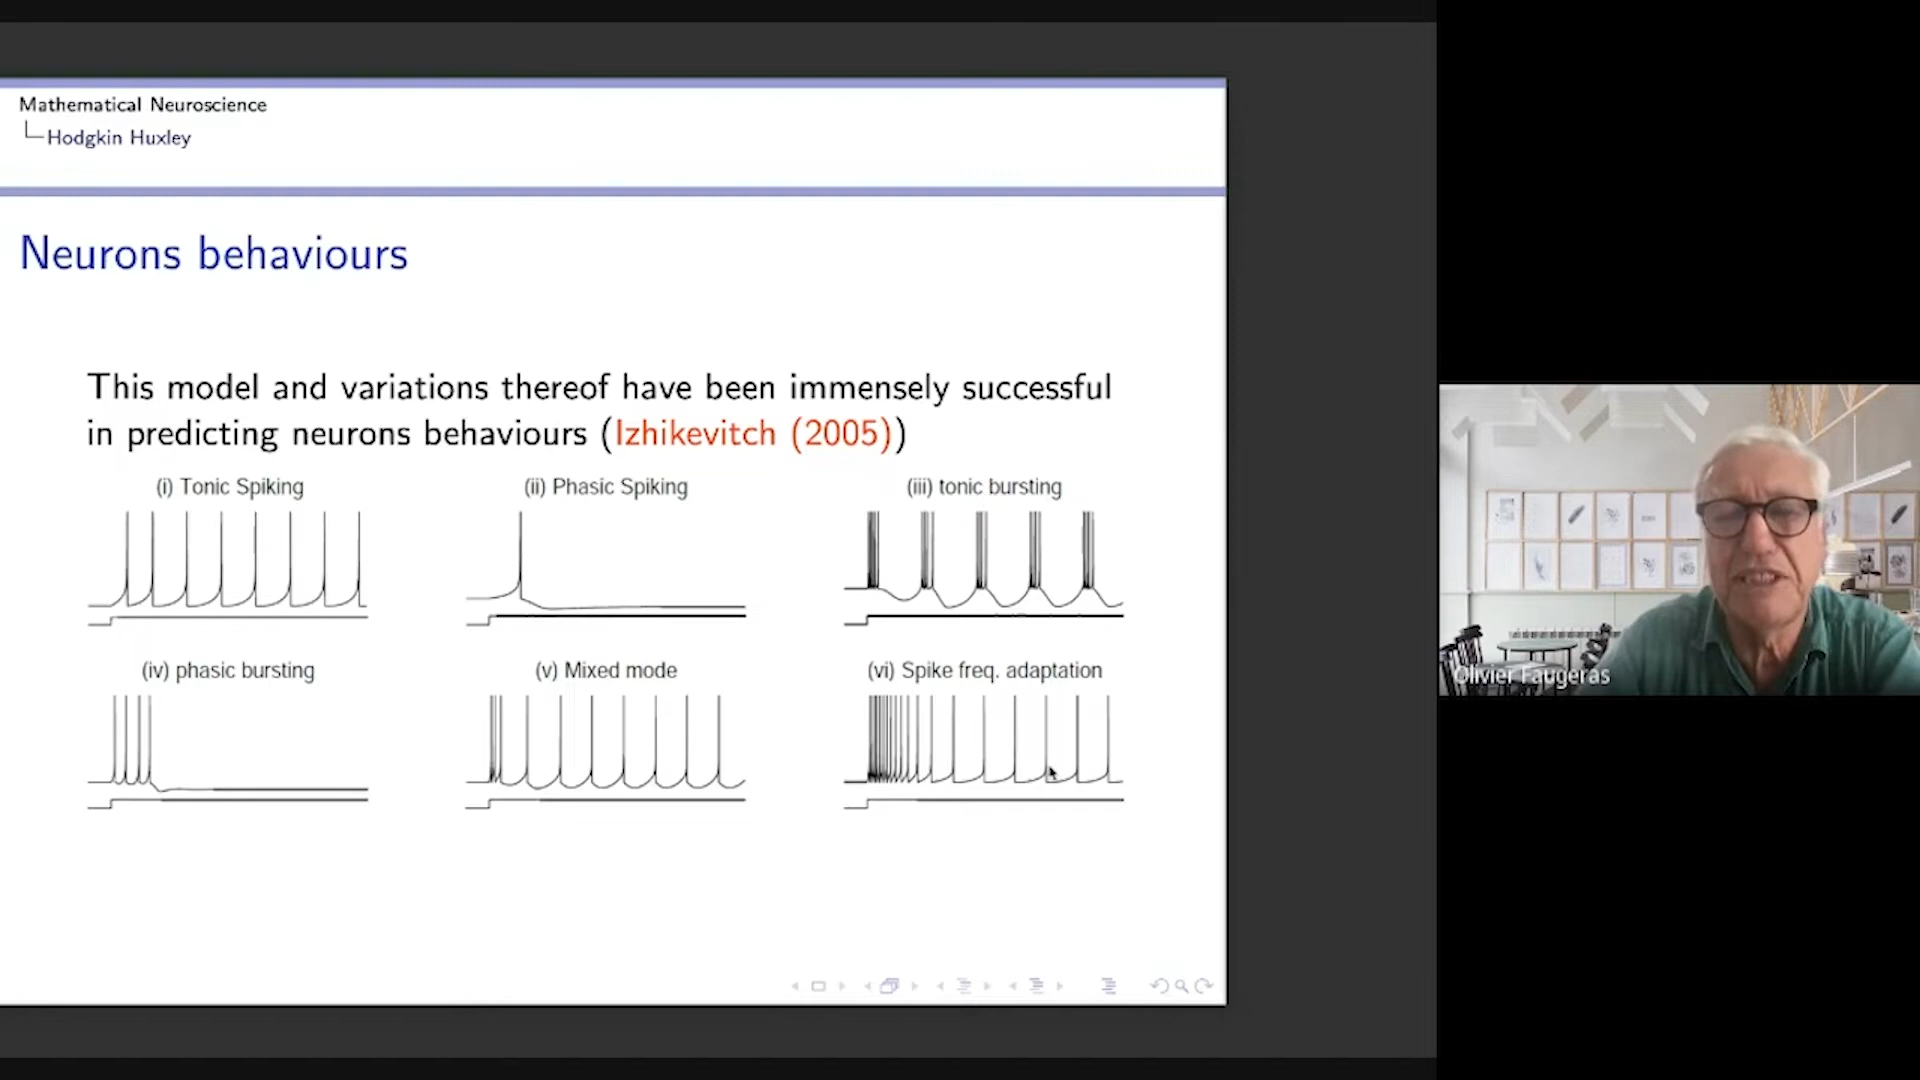 Mathematical Neuroscience
Hodgkin Huxley
Neurons behaviours
This model and variations thereof have been immensely successful
in predicting neurons behaviours (Izhikevitch (2005))
(i) Tonic Spiking
(ii) Phasic Spiking
(iii) tonic bursting
(iv) phasic bursting
(v) Mixed mode
(vi) Spike freq. adaptation
Olivier Faugeras